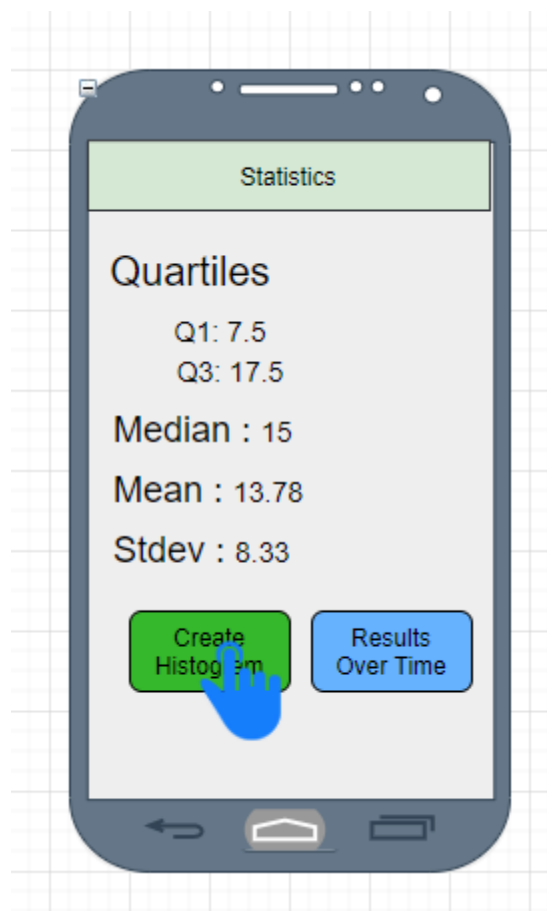 Statistics
Quartiles
Q1: 7.5
Q3: 17.5
Median : 15
Mean : 13.78
Stdev : 8.33
Create
Histogrem
Results
Over Time